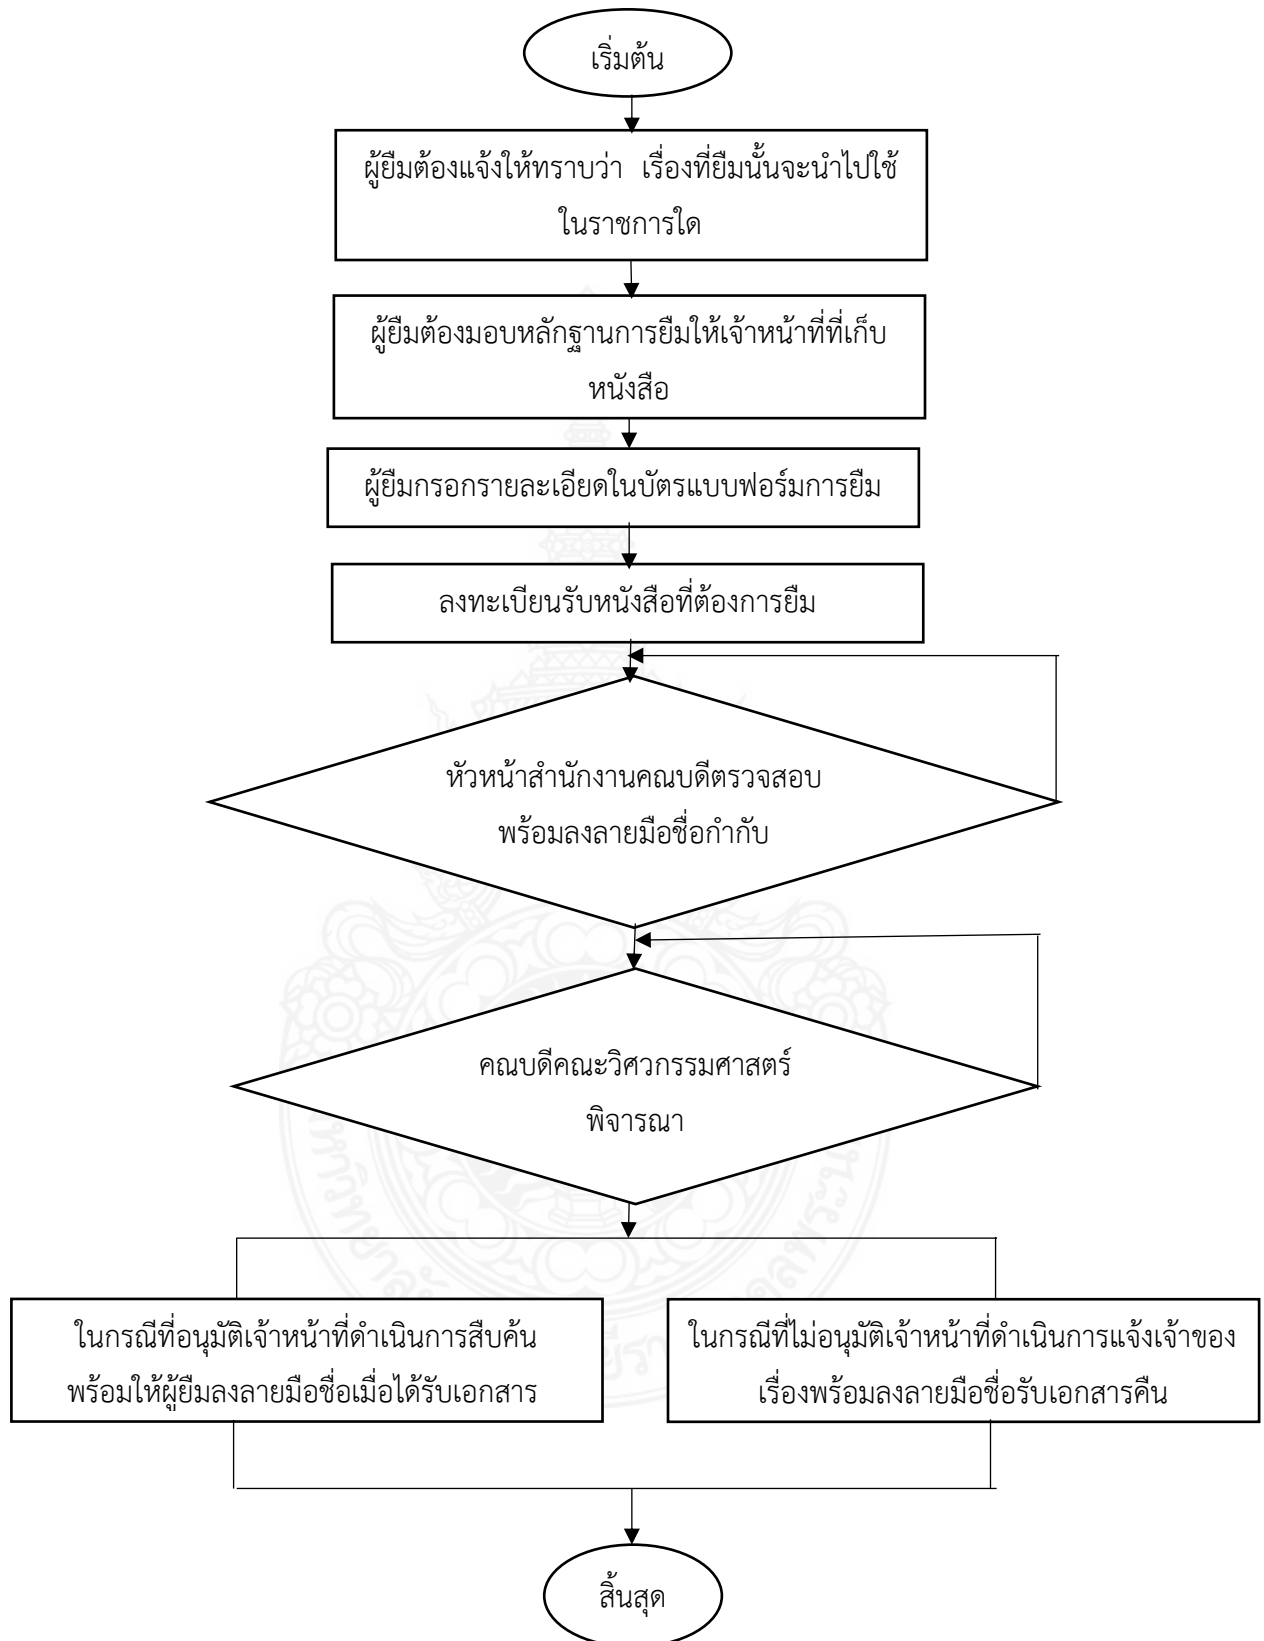 เริ่มต้น
ผู้ยืมต้องแจ้งให้ทราบว่า เรื่องที่ยืมนั้นจะนำไปใช้
ในราชการใด
ผู้ยืมต้องมอบหลักฐานการยืมให้เจ้าหน้าที่ที่เก็บ
หนังสือ
ผู้ยืมกรอกรายละเอียดในบัตรแบบฟอร์มการยืม
ลงทะเบียนรับหนังสือที่ต้องการยืม
หัวหน้าสำนักงานคณบดีตรวจสอบ
พร้อมลงลายมือชื่อกำกับ
คณบดีคณะวิศวกรรมศาสตร์
พิจารณา
ในกรณีที่อนุมัติเจ้าหน้าที่ดำเนินการสืบค้น
พร้อมให้ผู้ยืมลงลายมือชื่อเมื่อได้รับเอกสาร
ในกรณีที่ไม่อนุมัติเจ้าหน้าที่ดำเนินการแจ้งเจ้าของ
เรื่องพร้อมลงลายมือชื่อรับเอกสารคืน
สิ้นสุด